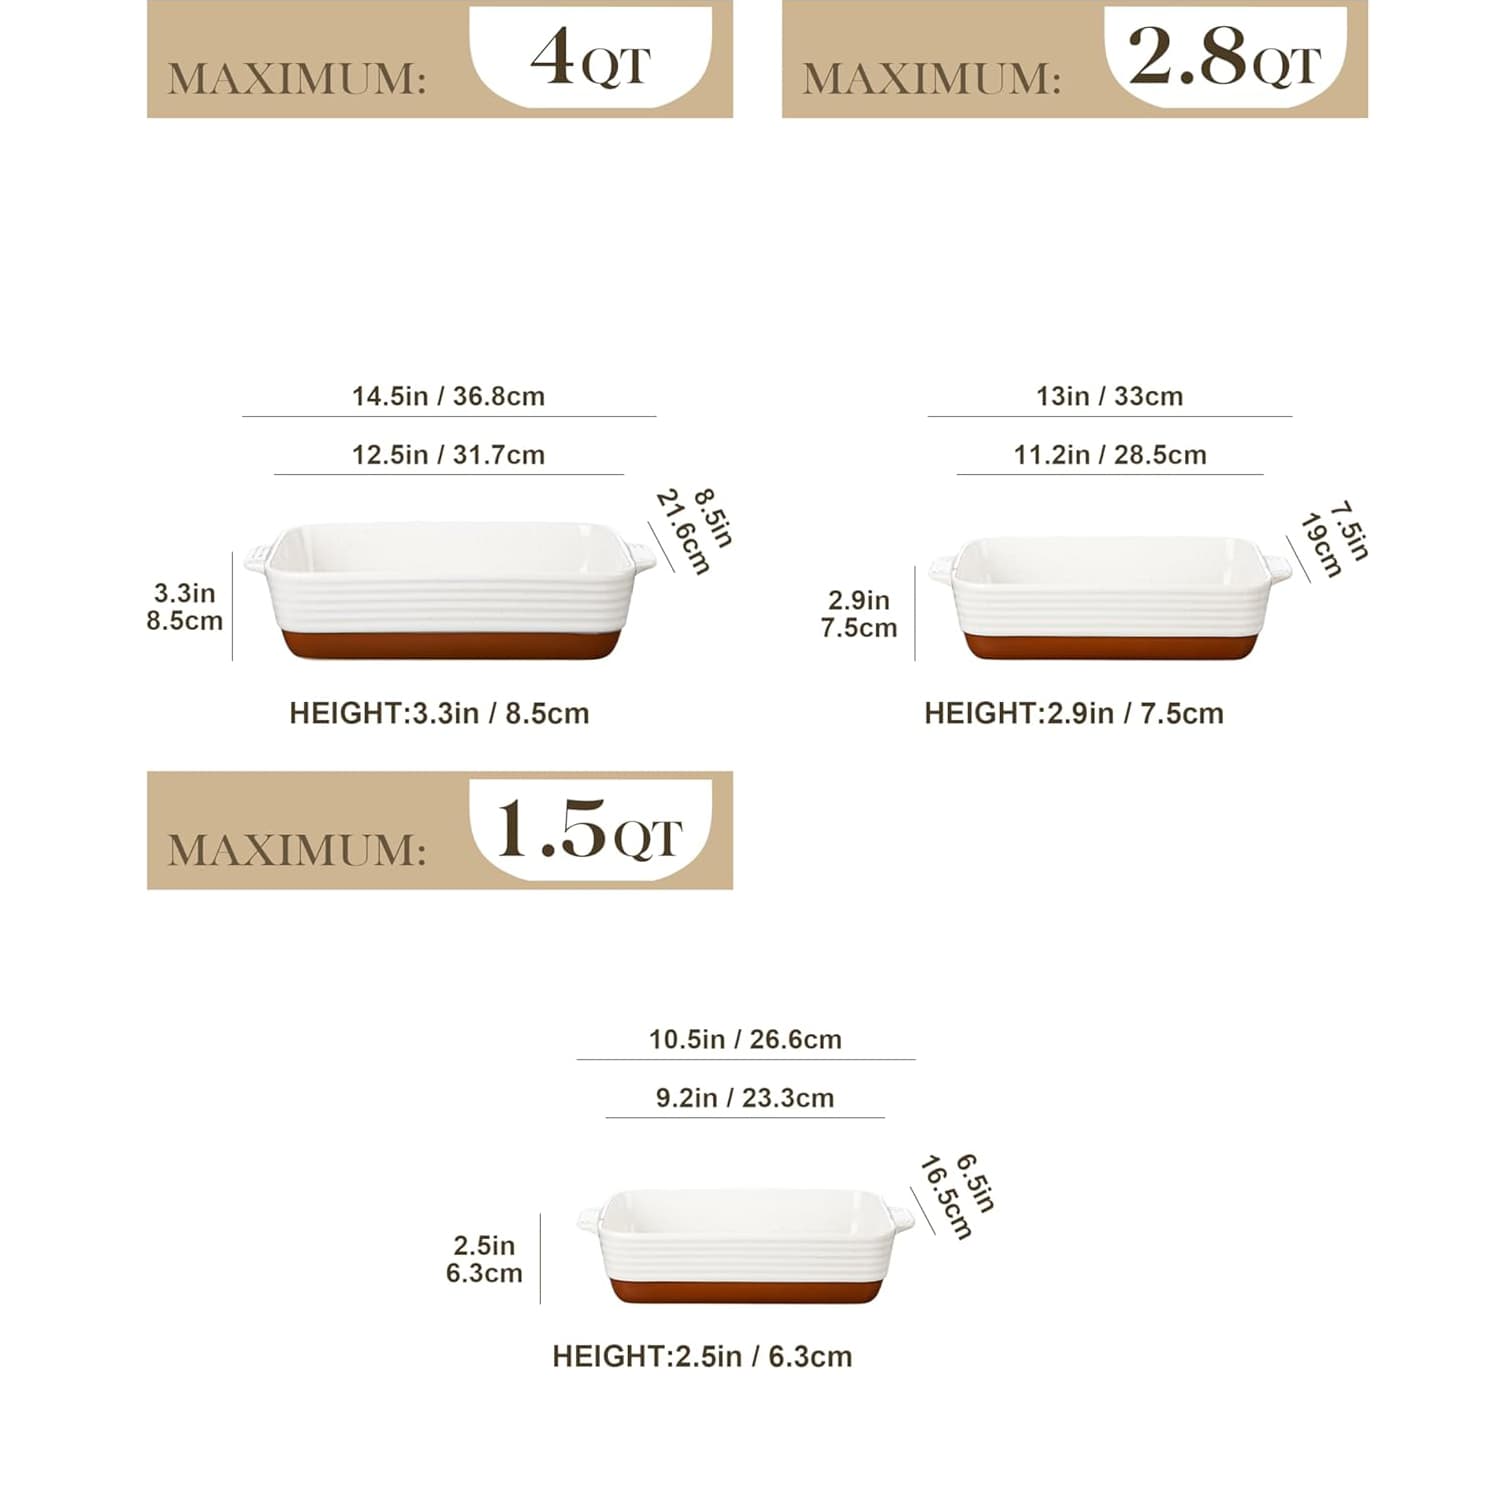 MAXIMUM: 4QT
14.5in / 36.8cm
12.5in / 31.7cm
8.5in
21.6cm
3.3in
8.5cm
HEIGHT:3.3in / 8.5cm
MAXIMUM: 2.8QT
13in / 33cm
11.2in / 28.5cm
7.5in
19cm
2.9in
7.5cm
HEIGHT:2.9in / 7.5cm
MAXIMUM: 1.5QT
10.5in / 26.6cm
9.2in / 23.3cm
6.5in
16.5cm
2.5in
6.3cm
HEIGHT:2.5in / 6.3cm